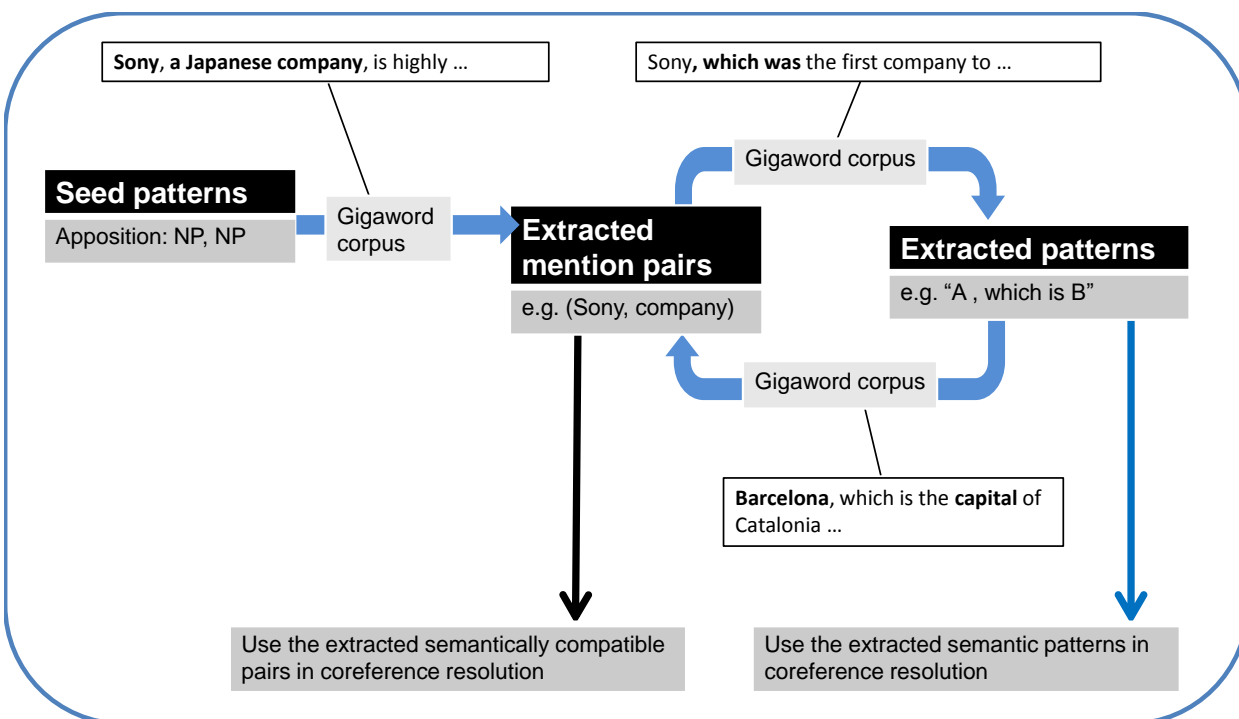 Sony, a Japanese company, is highly …
Sony, which was the first company to …
Gigaword corpus
Seed patterns
Apposition: NP, NP
Gigaword
corpus
Extracted
mention pairs
e.g. (Sony, company)
Extracted patterns
e.g. “A , which is B”
Gigaword corpus
Barcelona, which is the capital of
Catalonia …
Use the extracted semantically compatible
pairs in coreference resolution
Use the extracted semantic patterns in
coreference resolution